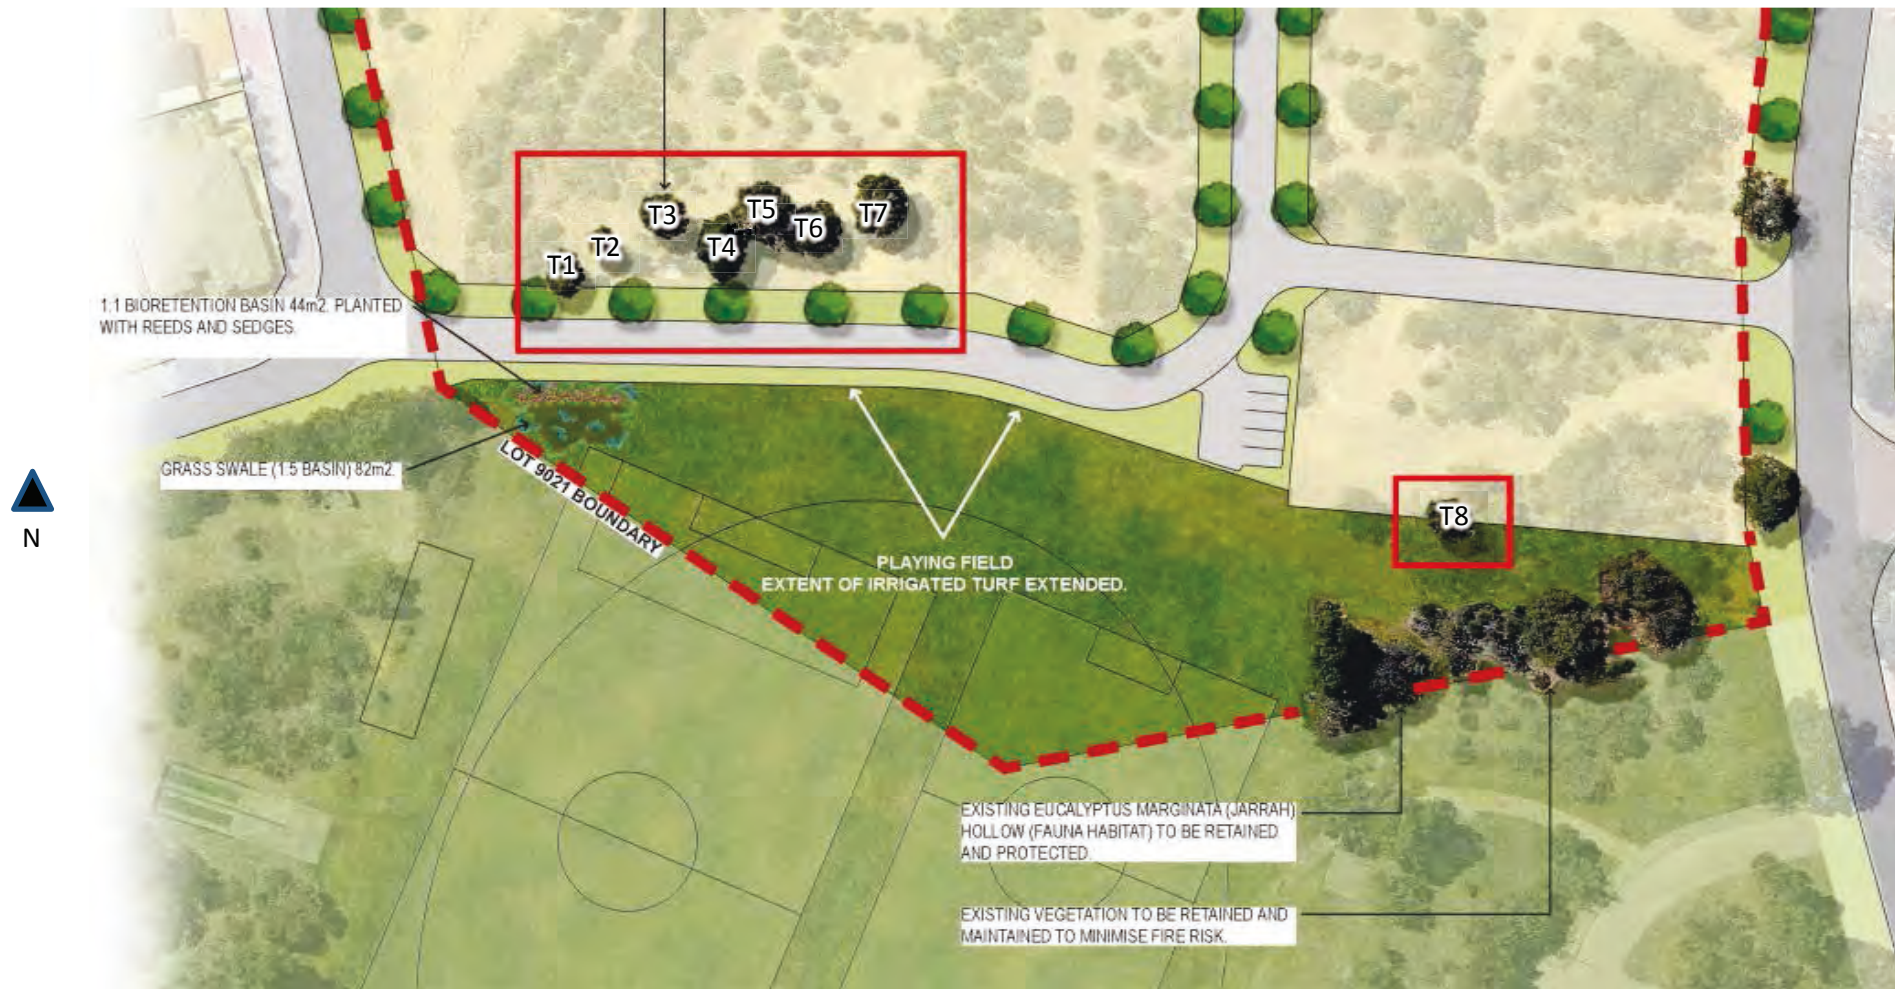 T5
T7
T3
T6
T2
T4
T1
1:1 BIORETENTION BASIN 44m2. PLANTED
WITH REEDS AND SEDGES.
GRASS SWALE (1:5 BASIN) 82m2.
LOT 9021 BOUNDARY
N
T8
PLAYING FIELD
EXTENT OF IRRIGATED TURF EXTENDED.
EXISTING EUCALYPTUS MARGINATA (JARRAH)
HOLLOW (FAUNA HABITAT) TO BE RETAINED
AND PROTECTED.
EXISTING VEGETATION TO BE RETAINED AND
MAINTAINED TO MINIMISE FIRE RISK.